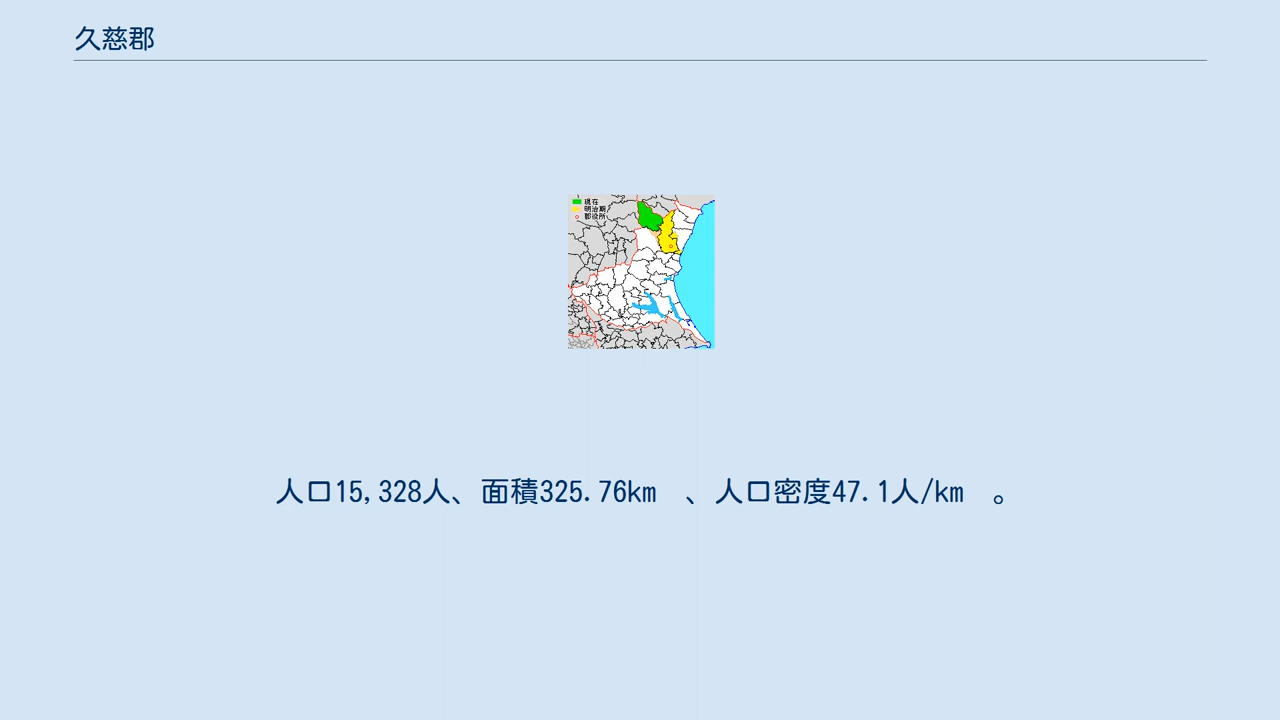 久慈郡
現在
明治期
郡役所
人口15,328人、面積325.76km 、人口密度47.1人/km 。